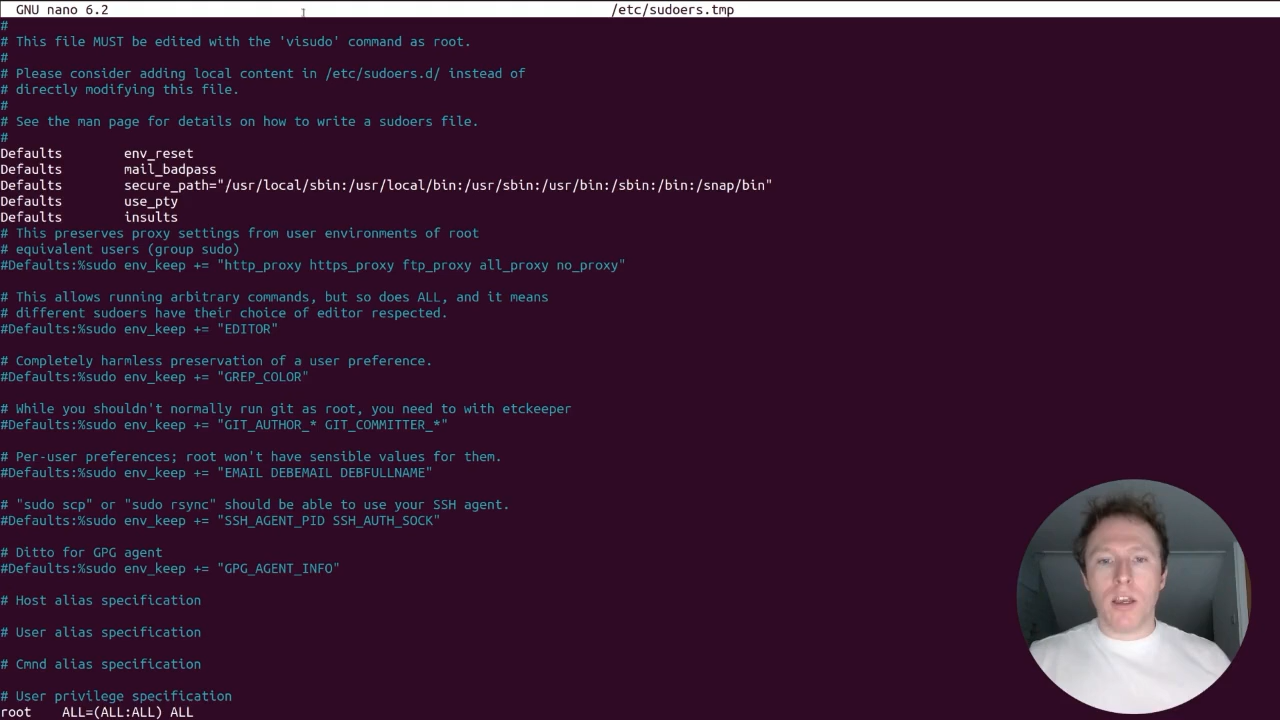 GNU nano 6.2 /etc/sudoers.tmp
#
# This file MUST be edited with the 'visudo' command as root.
#
# Please consider adding local content in /etc/sudoers.d/ instead of
# directly modifying this file.
#
# See the man page for details on how to write a sudoers file.
#
Defaults        env_reset
Defaults        mail_badpass
Defaults        secure_path="/usr/local/sbin:/usr/local/bin:/usr/sbin:/usr/bin:/sbin:/bin:/snap/bin"
Defaults        use_pty
Defaults        insults
# This preserves proxy settings from user environments of root
# equivalent users (group sudo)
#Defaults:%sudo env_keep += "http_proxy https_proxy ftp_proxy all_proxy no_proxy"
# This allows running arbitrary commands, but so does ALL, and it means
# different sudoers have their choice of editor respected.
#Defaults:%sudo env_keep += "EDITOR"
# Completely harmless preservation of a user preference.
#Defaults:%sudo env_keep += "GREP_COLOR"
# While you shouldn't normally run git as root, you need to with etckeeper
#Defaults:%sudo env_keep += "GIT_AUTHOR_* GIT_COMMITTER_*"
# Per-user preferences; root won't have sensible values for them.
#Defaults:%sudo env_keep += "EMAIL DEBEMAIL DEBFULLNAME"
# "sudo scp" or "sudo rsync" should be able to use your SSH agent.
#Defaults:%sudo env_keep += "SSH_AGENT_PID SSH_AUTH_SOCK"
# Ditto for GPG agent
#Defaults:%sudo env_keep += "GPG_AGENT_INFO"
# Host alias specification
# User alias specification
# Cmnd alias specification
# User privilege specification
root    ALL=(ALL:ALL) ALL